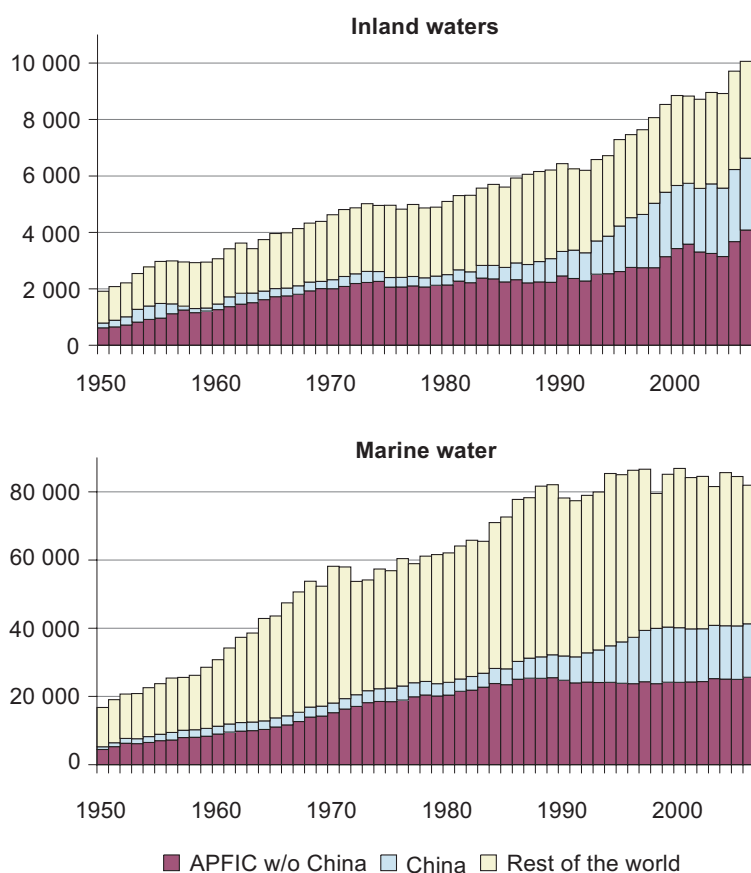 Inland waters
10 000
8 000
6 000
4 000
2 000
0
1950 1960 1970 1980 1990 2000
Marine water
80 000
60 000
40 000
20 000
0
1950 1960 1970 1980 1990 2000
APFIC w/o China China Rest of the world